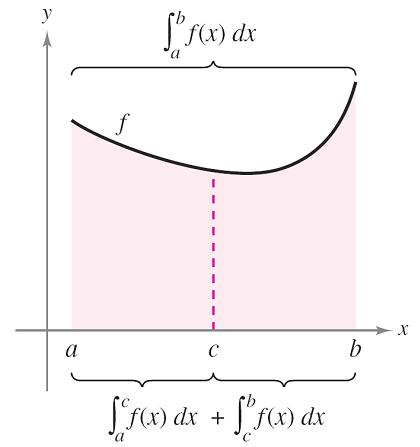 y
∫_a^b f(x) dx
f
x
a c b
∫_a^c f(x) dx + ∫_c^b f(x) dx